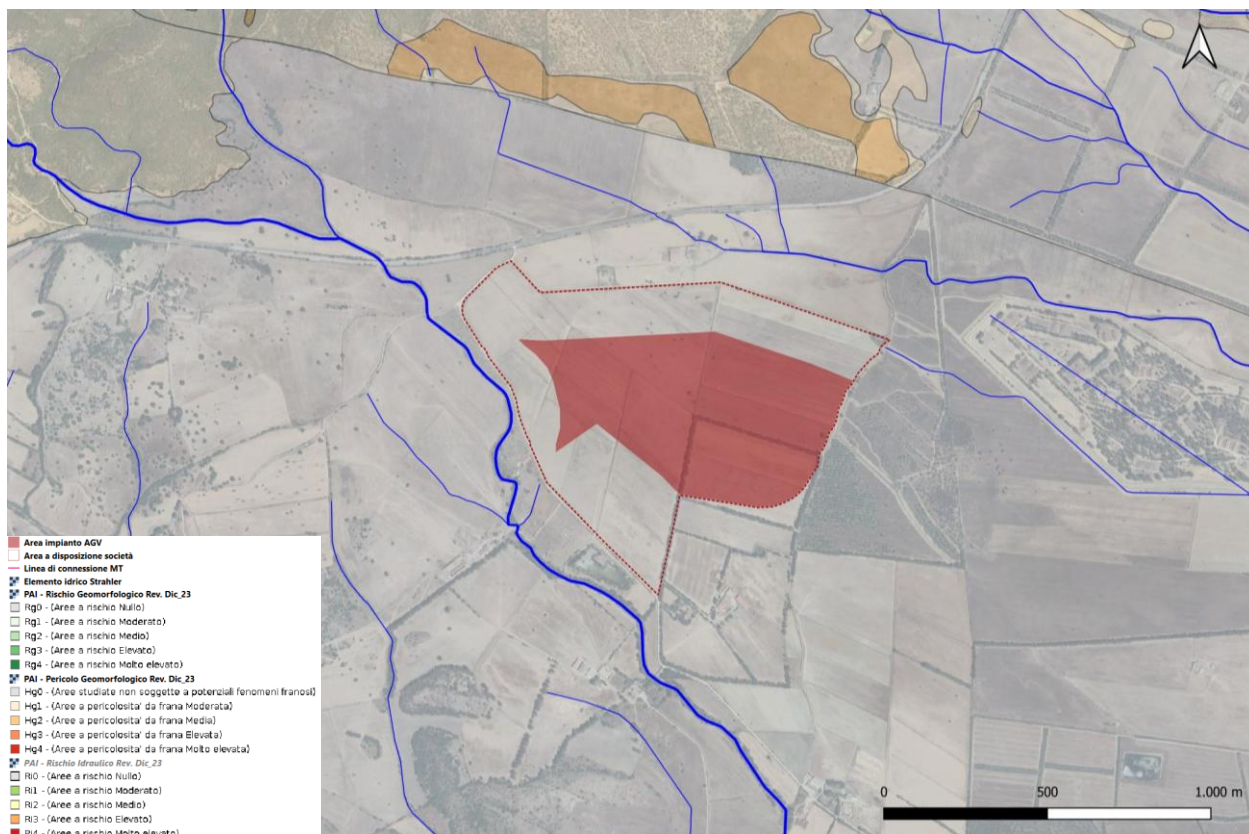 Area impianto AGV
Area a disposizione società
Linea di connessione MT
Elemento idrico Strahler
PAI - Rischio Geomorfologico Rev. Dic_23
Rg0 - (Aree a rischio Nullo)
Rg1 - (Aree a rischio Moderato)
Rg2 - (Aree a rischio Medio)
Rg3 - (Aree a rischio Elevato)
Rg4 - (Aree a rischio Molto elevato)
PAI - Pericolo Geomorfologico Rev. Dic_23
Hg0 - (Aree studiate non soggette a potenziali fenomeni franosi)
Hg1 - (Aree a pericolosita' da frana Moderata)
Hg2 - (Aree a pericolosita' da frana Media)
Hg3 - (Aree a pericolosita' da frana Elevata)
Hg4 - (Aree a pericolosita' da frana Molto elevata)
PAI - Rischio Idraulico Rev. Dic_23
Ri0 - (Aree a rischio Nullo)
Ri1 - (Aree a rischio Moderato)
Ri2 - (Aree a rischio Medio)
Ri3 - (Aree a rischio Elevato)
Ri4 - (Aree a rischio Molto elevato)
0 500 1.000 m